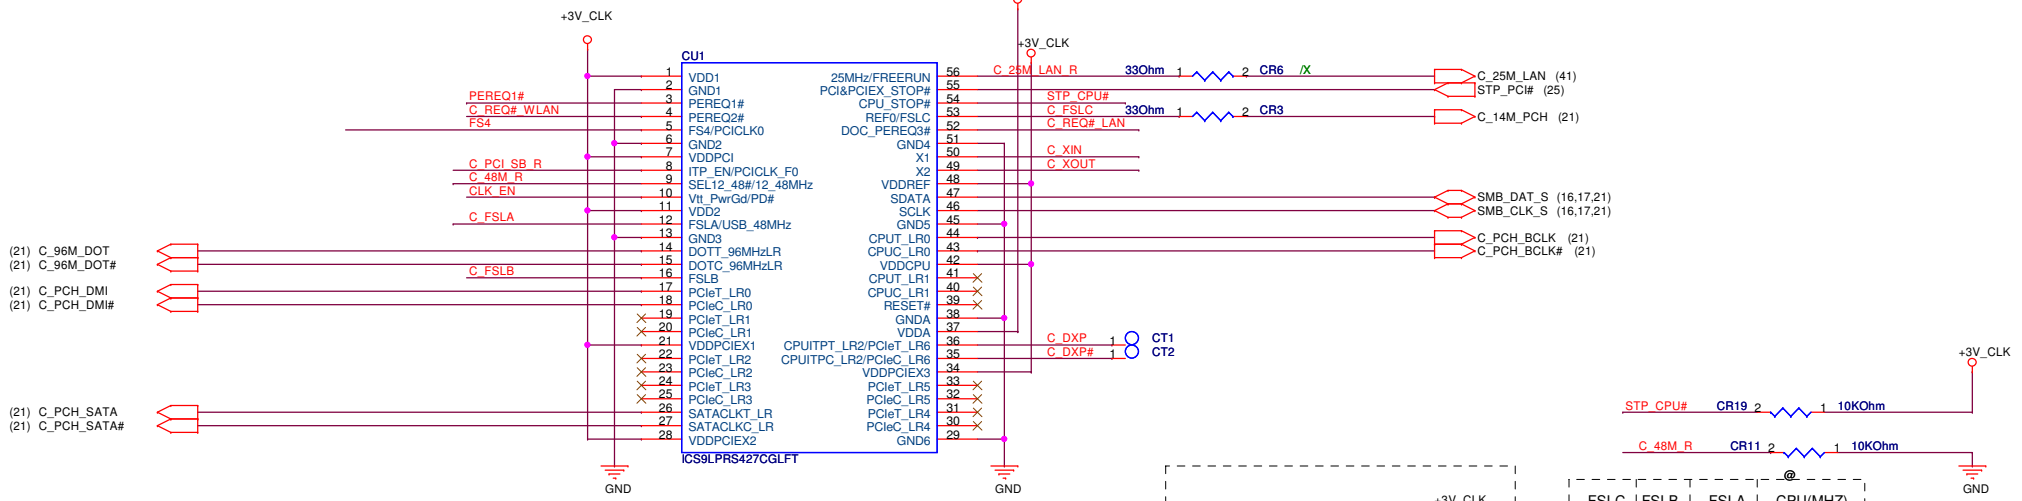 +3V_CLK
+3V_CLK
CU1
1 VDD1 25MHz/FREERUN 56 C_25M_LAN_R 33Ohm 1 2 CR6 /X C_25M_LAN (41)
2 GND1 PCI&PCIEX_STOP# 55 STP_PCI# (25)
PEREQ1# 3 PEREQ1# CPU_STOP# 54 STP_CPU#
C_REQ#_WLAN 4 PEREQ2# REF0/FSLC 53 C_FSLC 33Ohm 1 2 CR3 C_14M_PCH (21)
FS4 5 FS4/PCICLK0 DOC_PEREQ3# 52 C_REQ#_LAN
6 GND2 GND4 51
7 VDDPCI X1 50 C_XIN
C_PCI_SB_R 8 ITP_EN/PCICLK_F0 X2 49 C_XOUT
C_48M_R 9 SEL12_48#/12_48MHz VDDREF 48
CLK_EN 10 Vtt_PwrGd/PD# SDATA 47 SMB_DAT_S (16,17,21)
11 VDD2 SCLK 46 SMB_CLK_S (16,17,21)
C_FSLA 12 FSLA/USB_48MHz GND5 45
13 GND3 CPUT_LR0 44 C_PCH_BCLK (21)
(21) C_96M_DOT 14 DOTT_96MHzLR CPUC_LR0 43 C_PCH_BCLK# (21)
(21) C_96M_DOT# 15 DOTC_96MHzLR VDDCPU 42
C_FSLB 16 FSLB CPUT_LR1 41
(21) C_PCH_DMI 17 PCIeT_LR0 CPUC_LR1 40
(21) C_PCH_DMI# 18 PCIeC_LR0 RESET# 39
19 PCIeT_LR1 GNDA 38
20 PCIeC_LR1 VDDA 37
21 VDDPCIEX1 CPUITPT_LR2/PCIeT_LR6 36 C_DXP 1 CT1
22 PCIeT_LR2 CPUITPC_LR2/PCIeC_LR6 35 C_DXP# 1 CT2
23 PCIeC_LR2 VDDPCIEX3 34
24 PCIeT_LR3 PCIeT_LR5 33
25 PCIeC_LR3 PCIeC_LR5 32
(21) C_PCH_SATA 26 SATACLKT_LR PCIeT_LR4 31
(21) C_PCH_SATA# 27 SATACLKC_LR PCIeC_LR4 30
28 VDDPCIEX2 GND6 29
ICS9LPRS427CGLFT
GND
GND
+3V_CLK
STP_CPU# CR19 2 1 10KOhm
C_48M_R CR11 2 1 10KOhm
@
GND
+3V_CLK
FSLC FSLB FSLA CPU(MHZ)